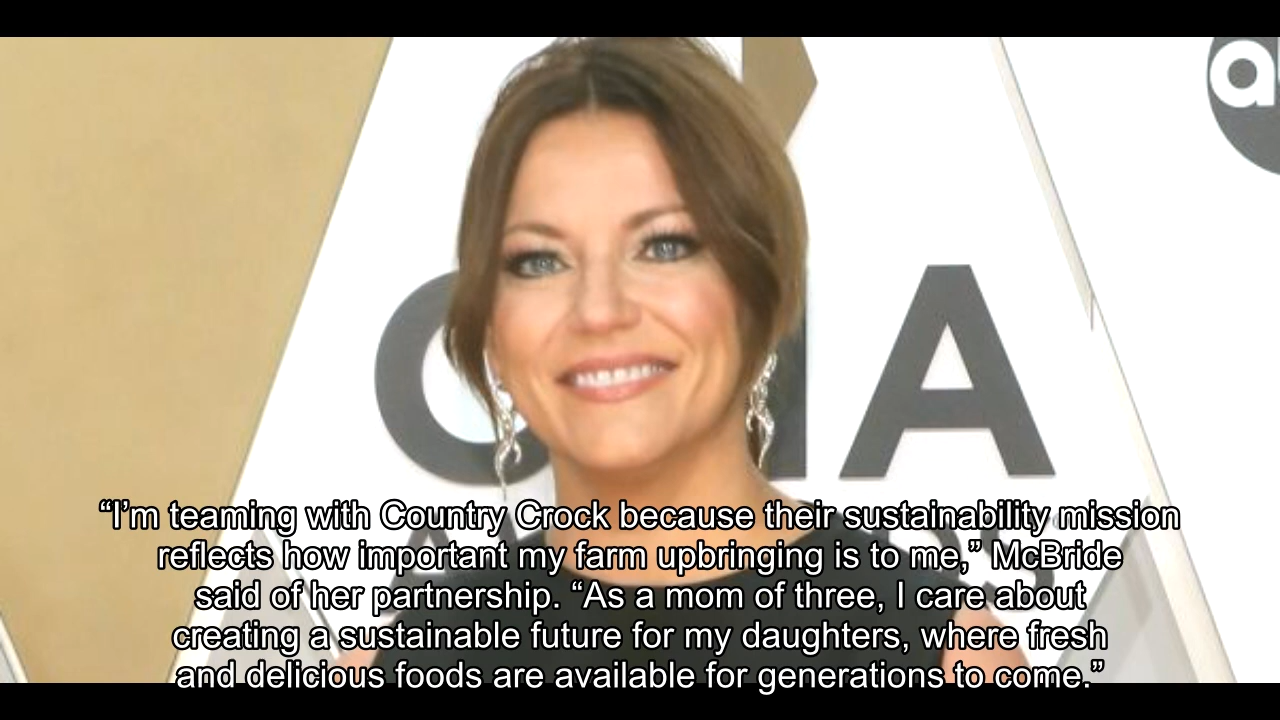 a
CMA
“I’m teaming with Country Crock because their sustainability mission
reflects how important my farm upbringing is to me,” McBride
said of her partnership. “As a mom of three, I care about
creating a sustainable future for my daughters, where fresh
and delicious foods are available for generations to come.”